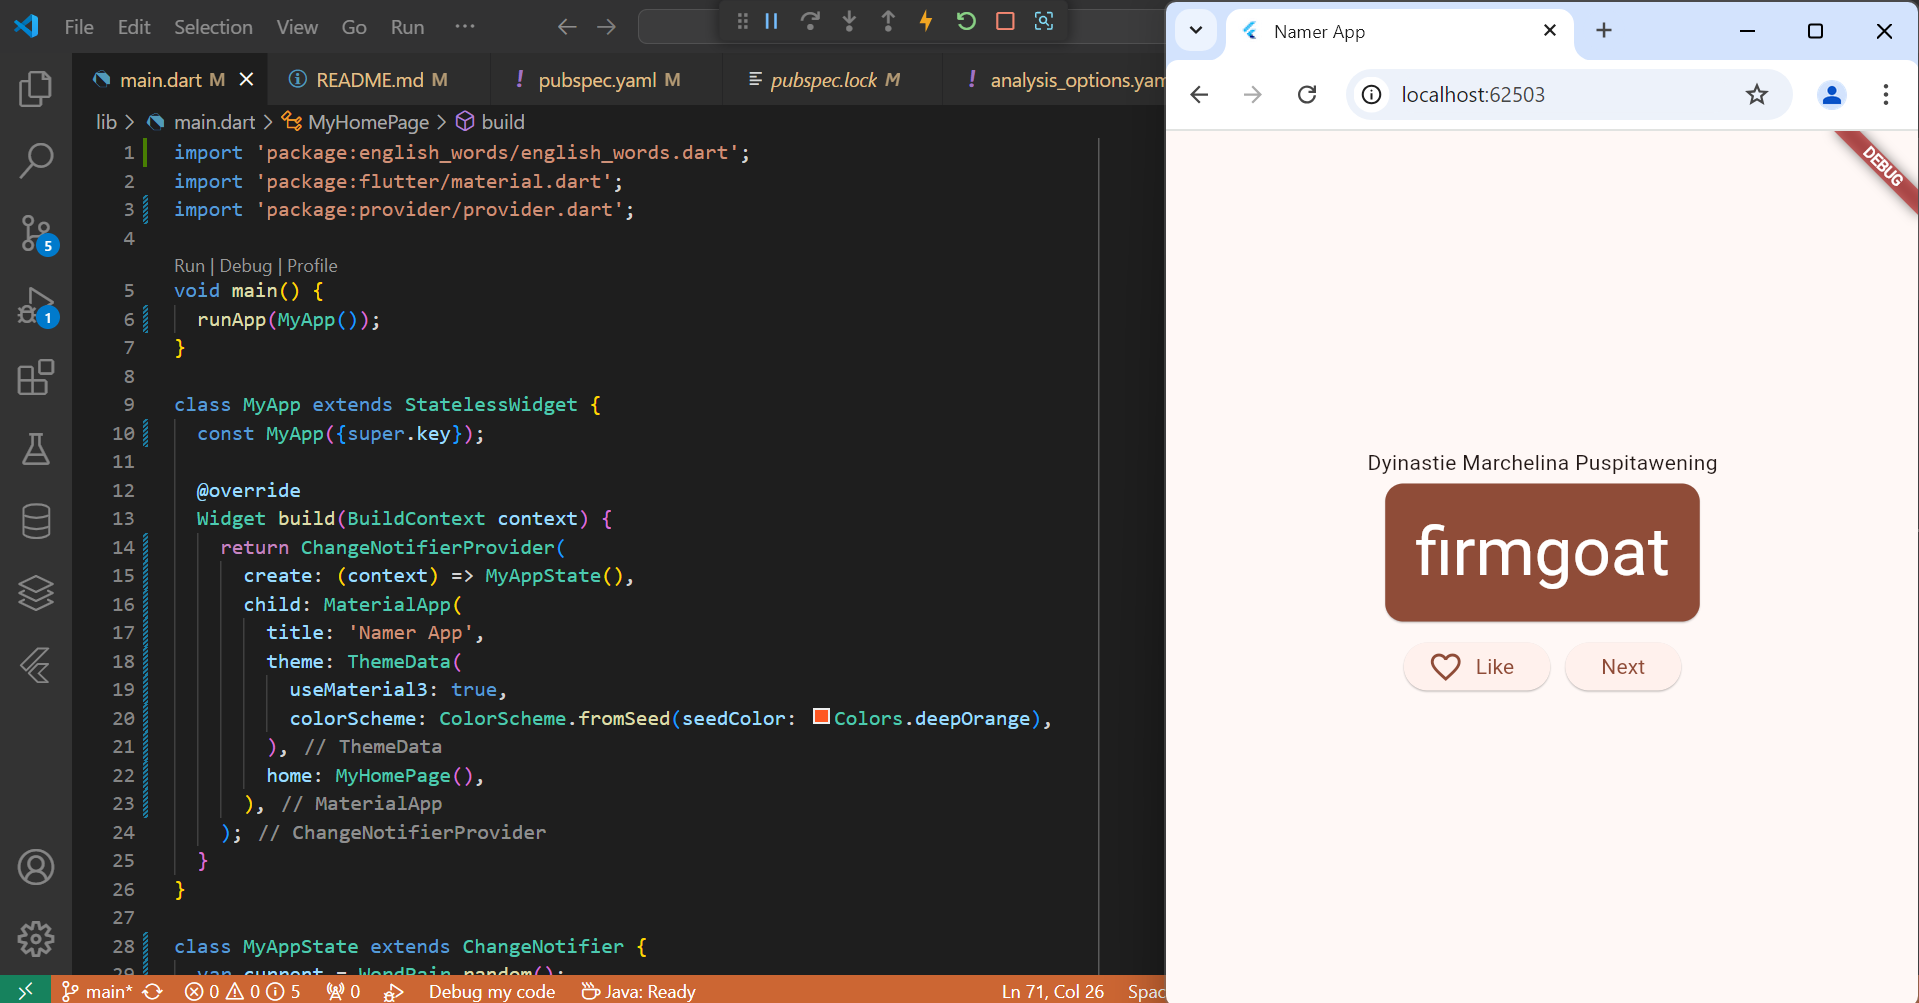 File Edit Selection View Go Run ···
main.dart M README.md M pubspec.yaml M pubspec.lock M analysis_options.yam
lib > main.dart > MyHomePage > build
1 import 'package:english_words/english_words.dart';
2 import 'package:flutter/material.dart';
3 import 'package:provider/provider.dart';
4
Run | Debug | Profile
5 void main() {
6 runApp(MyApp());
7 }
8
9 class MyApp extends StatelessWidget {
10 const MyApp({super.key});
11
12 @override
13 Widget build(BuildContext context) {
14 return ChangeNotifierProvider(
15 create: (context) => MyAppState(),
16 child: MaterialApp(
17 title: 'Namer App',
18 theme: ThemeData(
19 useMaterial3: true,
20 colorScheme: ColorScheme.fromSeed(seedColor: Colors.deepOrange),
21 ), // ThemeData
22 home: MyHomePage(),
23 ), // MaterialApp
24 ); // ChangeNotifierProvider
25 }
26 }
27
28 class MyAppState extends ChangeNotifier {
29 var current = WordPair.random();
5
1
main* 0 0 5 0 Debug my code Java: Ready Ln 71, Col 26 Spac
Namer App
localhost:62503
DEBUG
Dyinastie Marchelina Puspitawening
firmgoat
Like Next